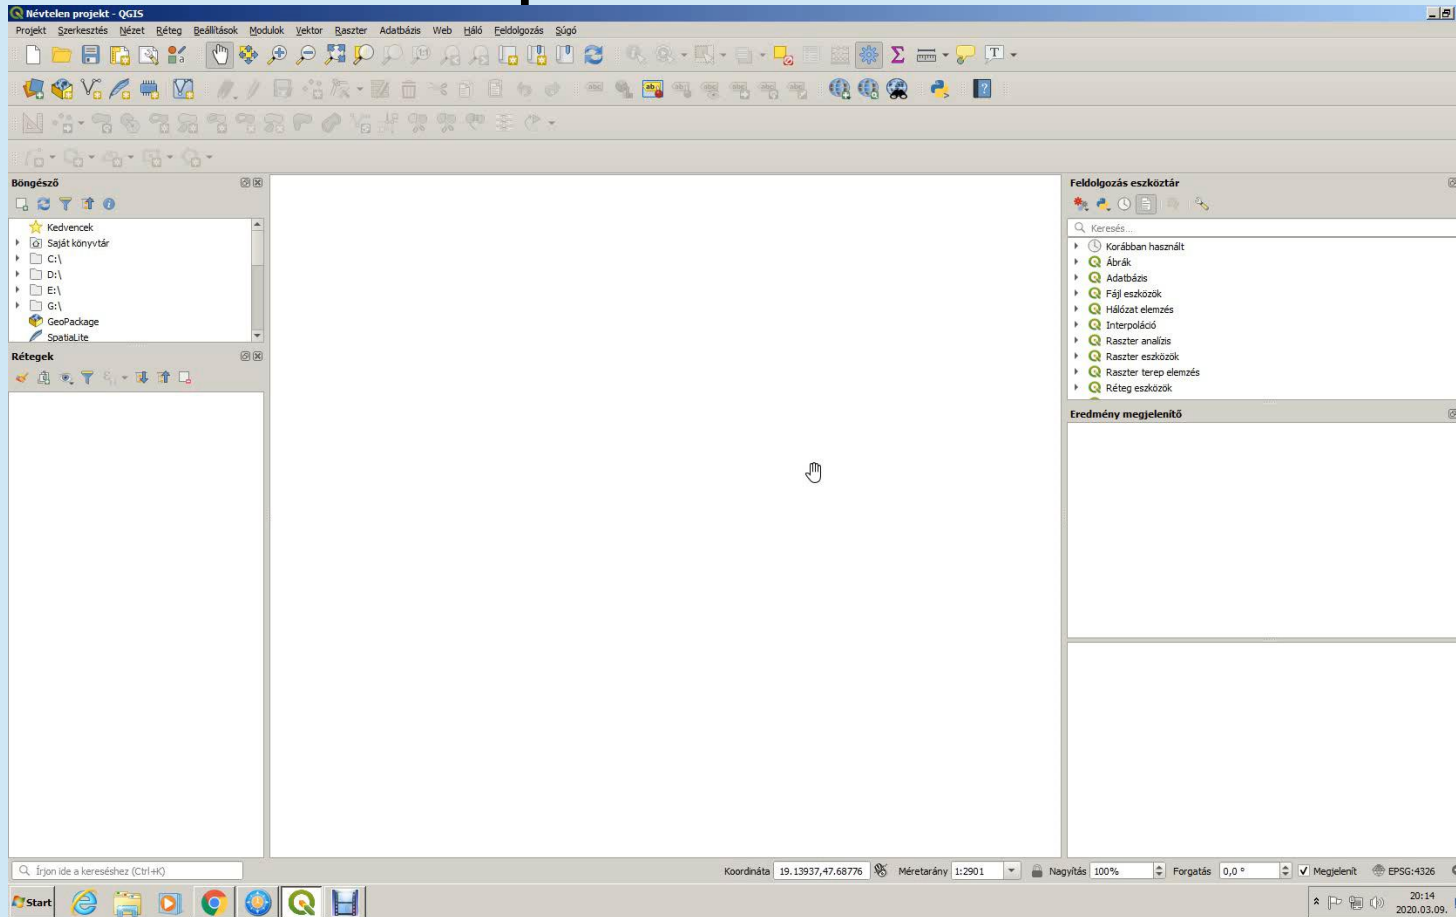 Névtelen projekt - QGIS
Projekt Szerkesztés Nézet Réteg Beállítások Modulok Vektor Raszter Adatbázis Web Háló Feldolgozás Súgó
Böngésző
Kedvencek
Saját könyvtár
C:\
D:\
E:\
G:\
GeoPackage
SpatiaLite
Rétegek
Feldolgozás eszköztár
Keresés...
Korábban használt
Ábrák
Adatbázis
Fájl eszközök
Hálózat elemzés
Interpoláció
Raszter analízis
Raszter eszközök
Raszter terep elemzés
Réteg eszközök
Eredmény megjelenítő
Írjon ide a kereséshez (Ctrl+K)
Koordináta 19.13937,47.68776 Méretarány 1:2901 Nagyítás 100% Forgatás 0,0 ° Megjelenít EPSG:4326
Start
20:14
2020.03.09.